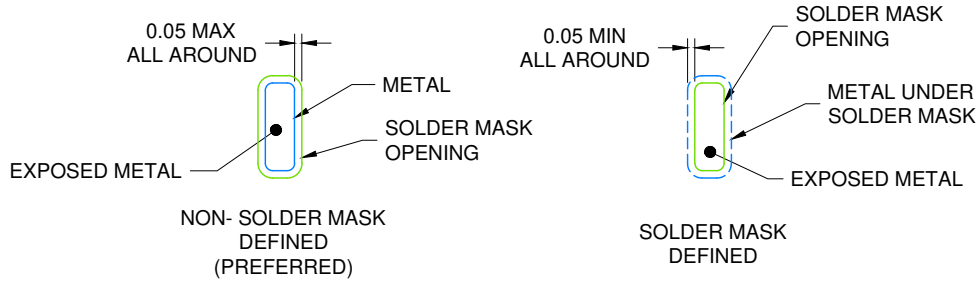 0.05 MAX
ALL AROUND
METAL
SOLDER MASK
OPENING
EXPOSED METAL
NON- SOLDER MASK
DEFINED
(PREFERRED)
0.05 MIN
ALL AROUND
SOLDER MASK
OPENING
METAL UNDER
SOLDER MASK
EXPOSED METAL
SOLDER MASK
DEFINED